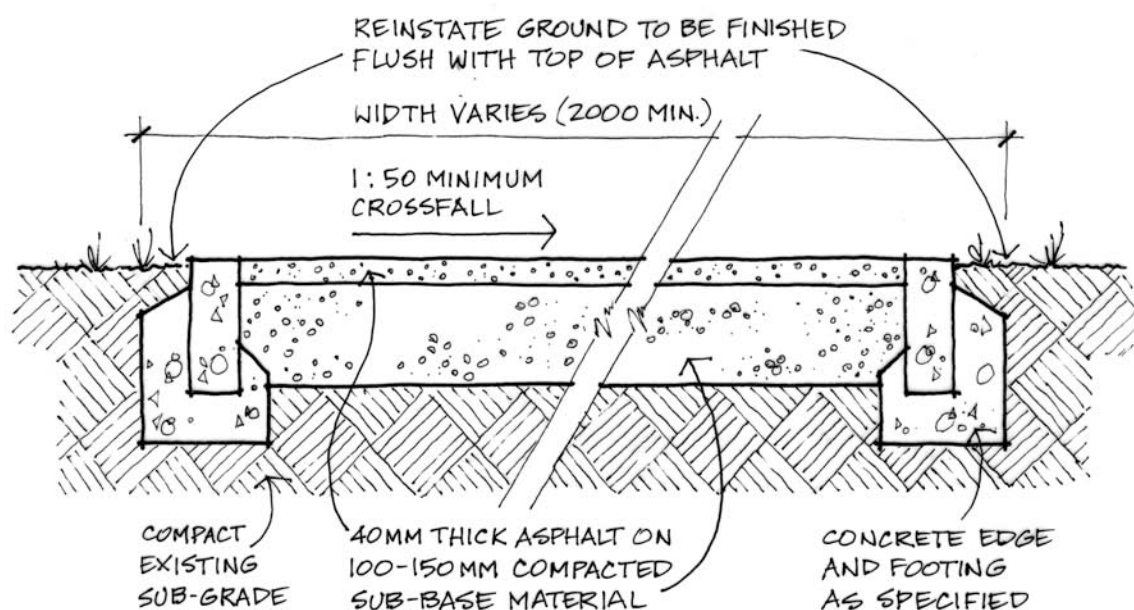 REINSTATE GROUND TO BE FINISHED
FLUSH WITH TOP OF ASPHALT
WIDTH VARIES (2000 MIN.)
1:50 MINIMUM
CROSSFALL
COMPACT
EXISTING
SUB-GRADE
40MM THICK ASPHALT ON
100-150MM COMPACTED
SUB-BASE MATERIAL
CONCRETE EDGE
AND FOOTING
AS SPECIFIED